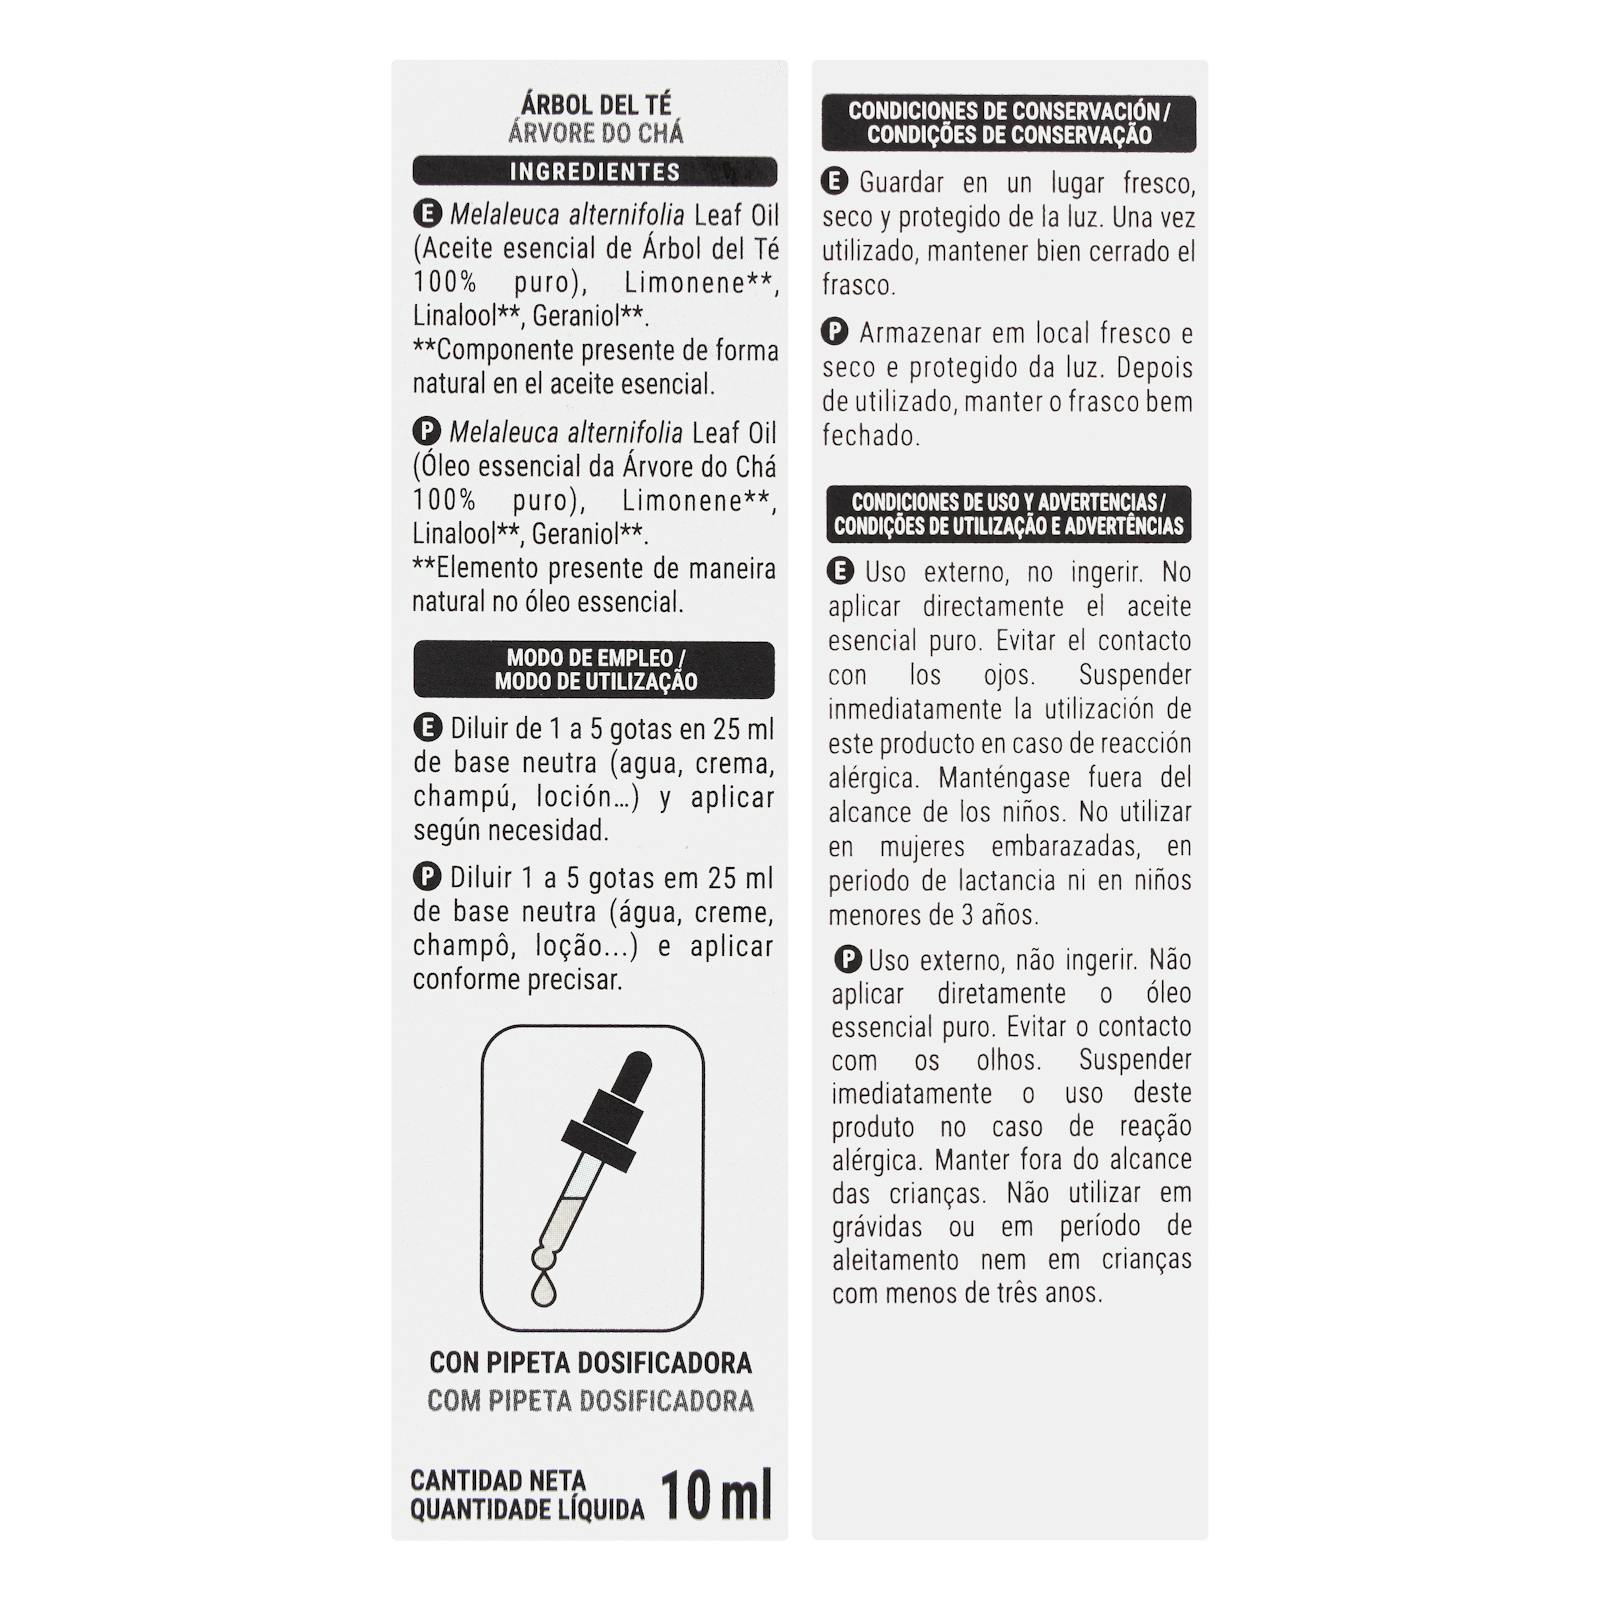 ÁRBOL DEL TÉ
ÁRVORE DO CHÁ
INGREDIENTES
E Melaleuca alternifolia Leaf Oil
(Aceite esencial de Árbol del Té
100% puro), Limonene**,
Linalool**, Geraniol**.
**Componente presente de forma
natural en el aceite esencial.
P Melaleuca alternifolia Leaf Oil
(Óleo essencial da Árvore do Chá
100% puro), Limonene**,
Linalool**, Geraniol**.
**Elemento presente de maneira
natural no óleo essencial.
MODO DE EMPLEO /
MODO DE UTILIZAÇÃO
E Diluir de 1 a 5 gotas en 25 ml
de base neutra (agua, crema,
champú, loción...) y aplicar
según necesidad.
P Diluir 1 a 5 gotas em 25 ml
de base neutra (água, creme,
champô, loção...) e aplicar
conforme precisar.
CON PIPETA DOSIFICADORA
COM PIPETA DOSIFICADORA
CANTIDAD NETA
QUANTIDADE LÍQUIDA 10 ml
CONDICIONES DE CONSERVACIÓN /
CONDIÇÕES DE CONSERVAÇÃO
E Guardar en un lugar fresco,
seco y protegido de la luz. Una vez
utilizado, mantener bien cerrado el
frasco.
P Armazenar em local fresco e
seco e protegido da luz. Depois
de utilizado, manter o frasco bem
fechado.
CONDICIONES DE USO Y ADVERTENCIAS /
CONDIÇÕES DE UTILIZAÇÃO E ADVERTÊNCIAS
E Uso externo, no ingerir. No
aplicar directamente el aceite
esencial puro. Evitar el contacto
con los ojos. Suspender
inmediatamente la utilización de
este producto en caso de reacción
alérgica. Manténgase fuera del
alcance de los niños. No utilizar
en mujeres embarazadas, en
periodo de lactancia ni en niños
menores de 3 años.
P Uso externo, não ingerir. Não
aplicar diretamente o óleo
essencial puro. Evitar o contacto
com os olhos. Suspender
imediatamente o uso deste
produto no caso de reação
alérgica. Manter fora do alcance
das crianças. Não utilizar em
grávidas ou em período de
aleitamento nem em crianças
com menos de três anos.